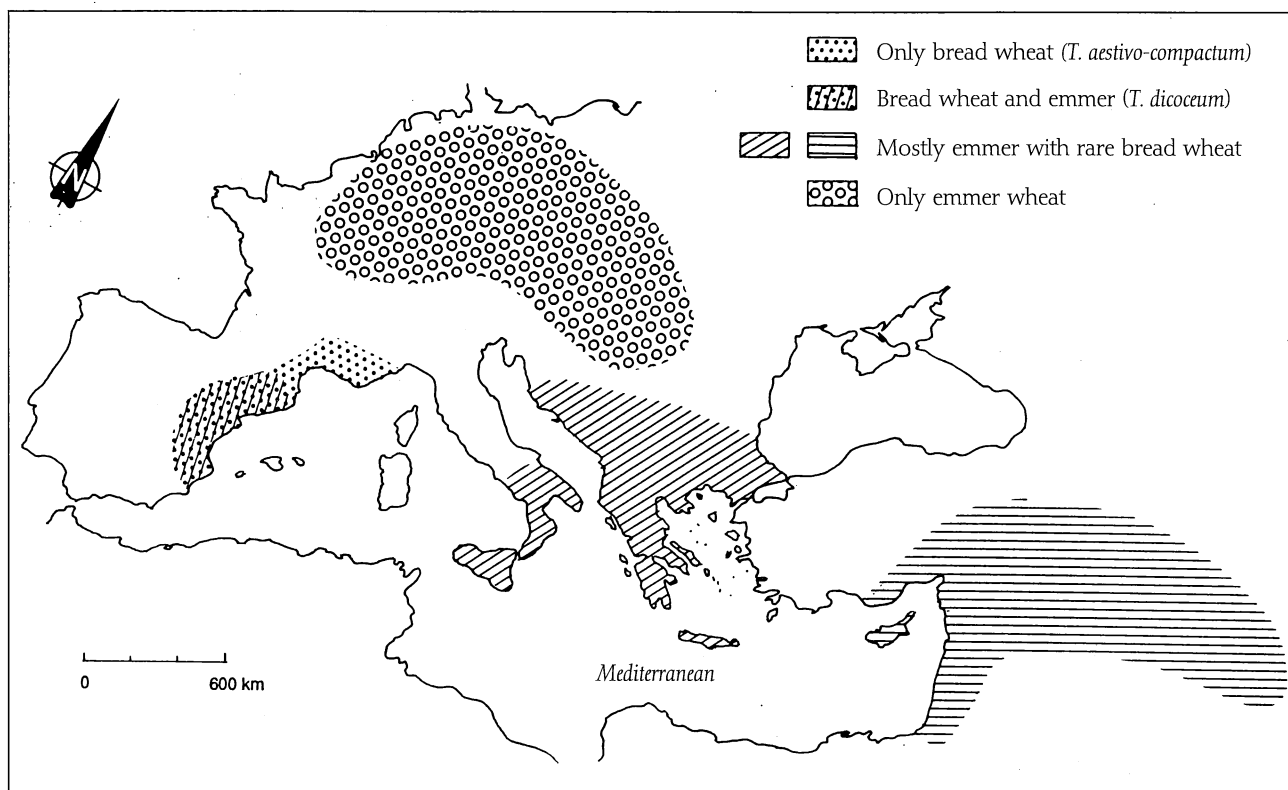 Only bread wheat (T. aestivo-compactum)
Bread wheat and emmer (T. dicoceum)
Mostly emmer with rare bread wheat
Only emmer wheat
N
Mediterranean
0 600 km